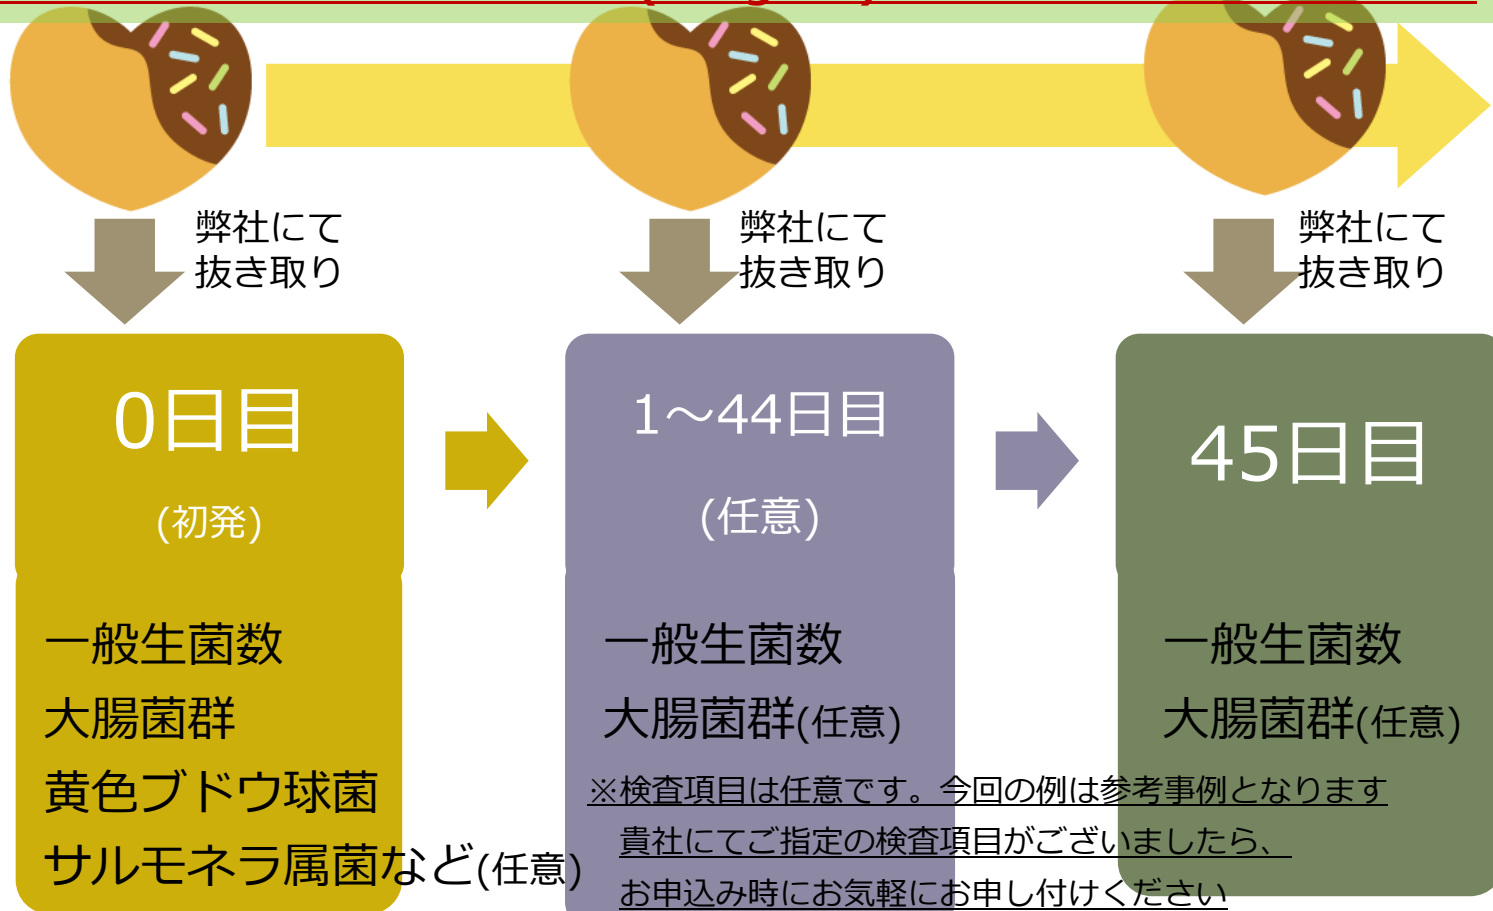 弊社にて
抜き取り
弊社にて
抜き取り
弊社にて
抜き取り
0日目
(初発)
1～44日目
(任意)
45日目
一般生菌数
大腸菌群
黄色ブドウ球菌
サルモネラ属菌など(任意)
一般生菌数
大腸菌群(任意)
一般生菌数
大腸菌群(任意)
※検査項目は任意です。今回の例は参考事例となります
貴社にてご指定の検査項目がございましたら、
お申込み時にお気軽にお申し付けください